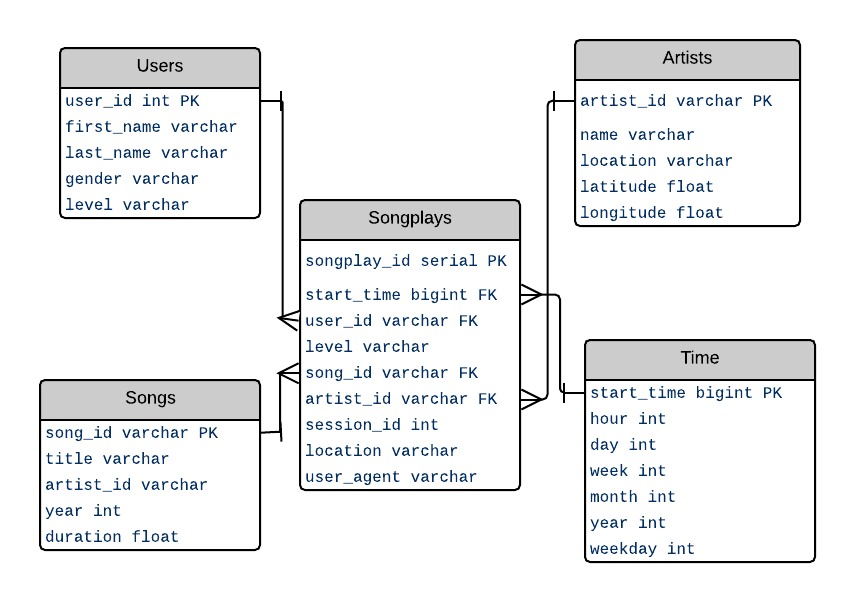 Users
user_id int PK
first_name varchar
last_name varchar
gender varchar
level varchar
Artists
artist_id varchar PK
name varchar
location varchar
latitude float
longitude float
Songplays
songplay_id serial PK
start_time bigint FK
user_id varchar FK
level varchar
song_id varchar FK
artist_id varchar FK
session_id int
location varchar
user_agent varchar
Songs
song_id varchar PK
title varchar
artist_id varchar
year int
duration float
Time
start_time bigint PK
hour int
day int
week int
month int
year int
weekday int